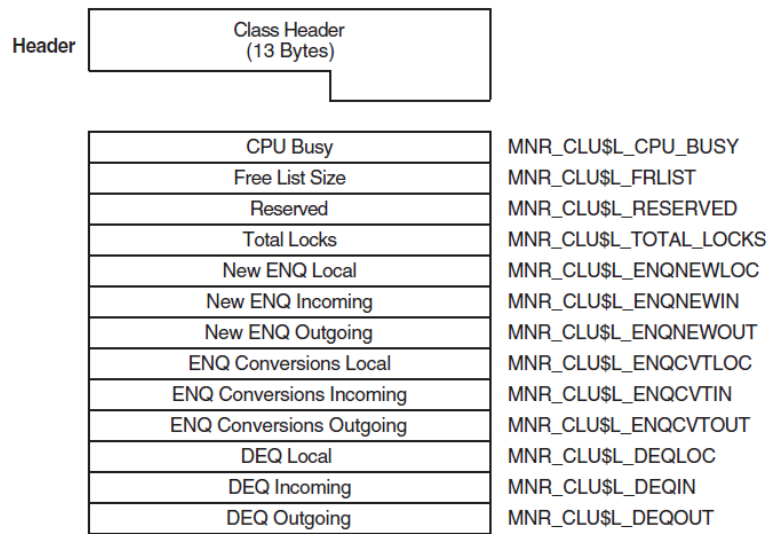 Header
Class Header
(13 Bytes)
CPU Busy MNR_CLU$L_CPU_BUSY
Free List Size MNR_CLU$L_FRLIST
Reserved MNR_CLU$L_RESERVED
Total Locks MNR_CLU$L_TOTAL_LOCKS
New ENQ Local MNR_CLU$L_ENQNEWLOC
New ENQ Incoming MNR_CLU$L_ENQNEWIN
New ENQ Outgoing MNR_CLU$L_ENQNEWOUT
ENQ Conversions Local MNR_CLU$L_ENQCVTLOC
ENQ Conversions Incoming MNR_CLU$L_ENQCVTIN
ENQ Conversions Outgoing MNR_CLU$L_ENQCVTOUT
DEQ Local MNR_CLU$L_DEQLOC
DEQ Incoming MNR_CLU$L_DEQIN
DEQ Outgoing MNR_CLU$L_DEQOUT